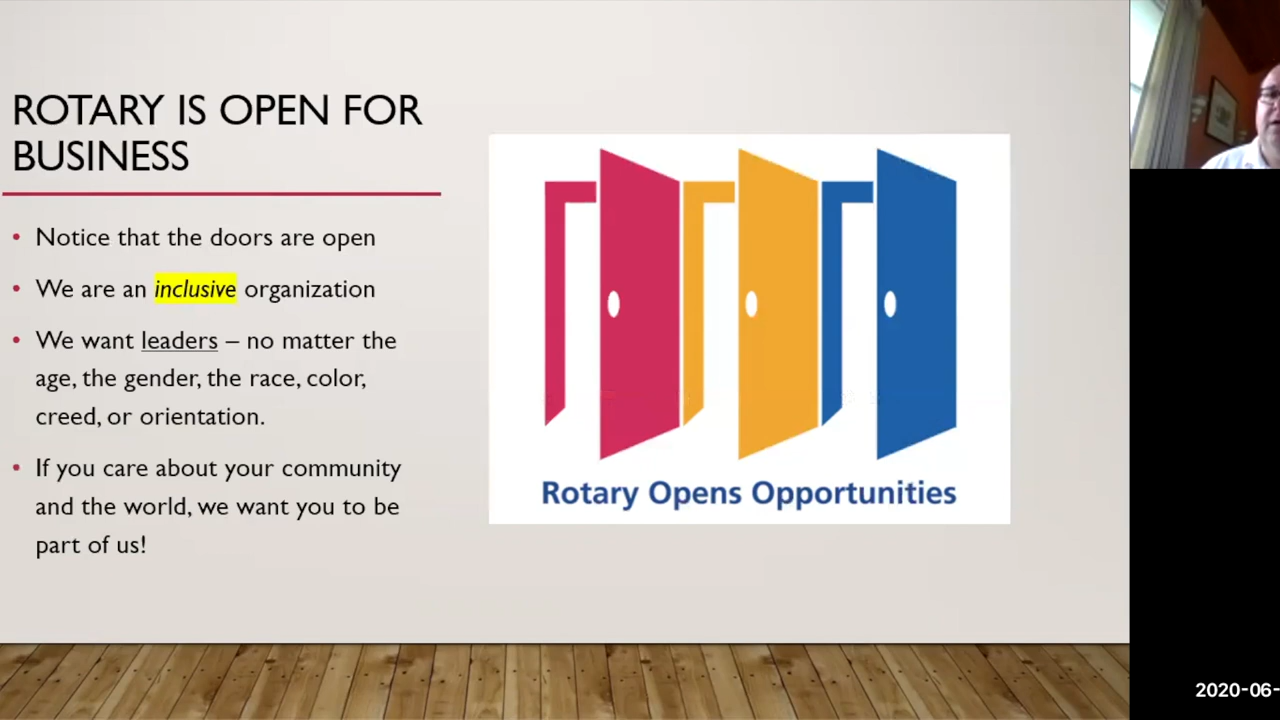 ROTARY IS OPEN FOR
BUSINESS
• Notice that the doors are open
• We are an inclusive organization
• We want leaders – no matter the
age, the gender, the race, color,
creed, or orientation.
• If you care about your community
and the world, we want you to be
part of us!
Rotary Opens Opportunities
2020-06-